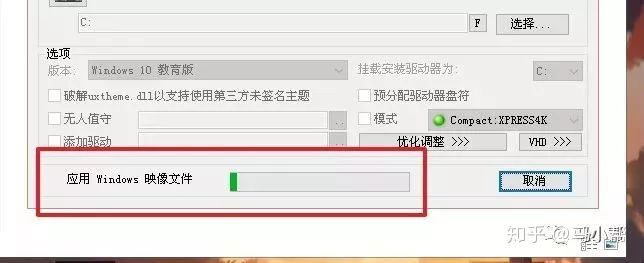 C:
F
选择...
选项
版本: Windows 10 教育版
挂载安装驱动器为: C:
破解uxtheme.dll以支持使用第三方未签名主题
预分配驱动器盘符
无人值守 ..
模式 Compact:XPRESS4K
添加驱动 ..
优化调整 >>> VHD >>>
应用 Windows 映像文件
取消
知乎 @马小帮